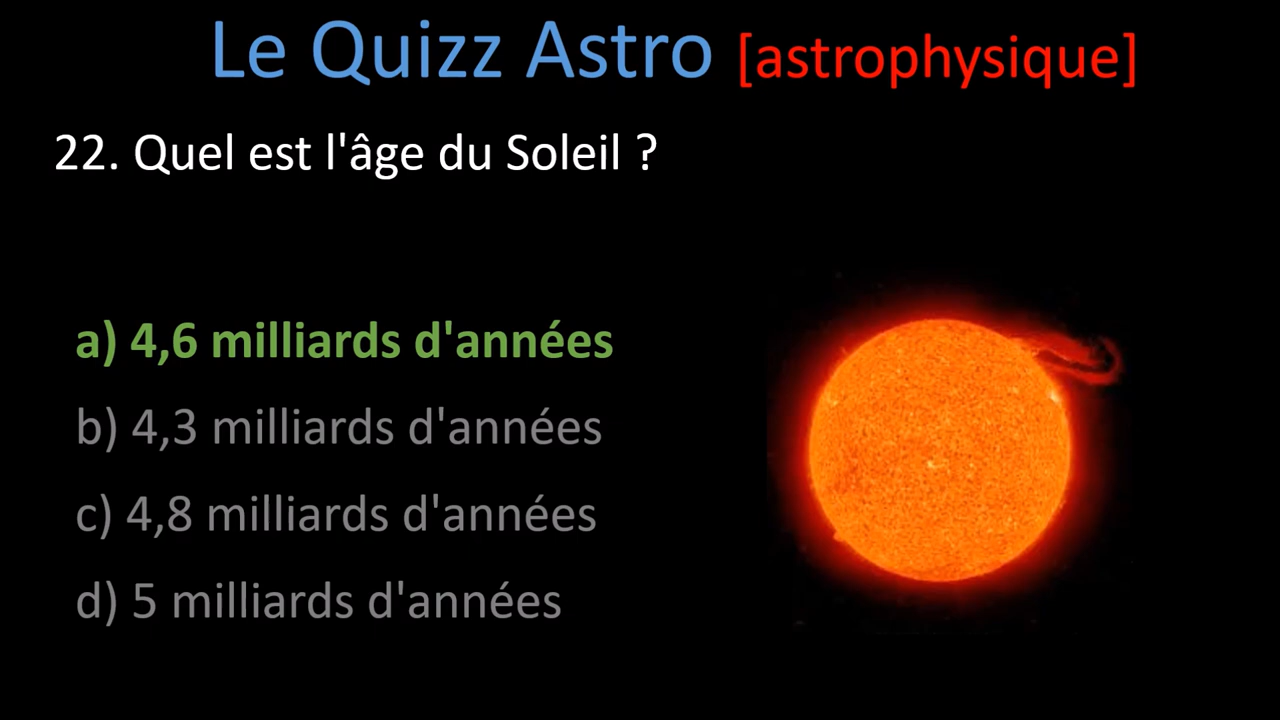 Le Quizz Astro [astrophysique]
22. Quel est l'âge du Soleil ?
a) 4,6 milliards d'années
b) 4,3 milliards d'années
c) 4,8 milliards d'années
d) 5 milliards d'années